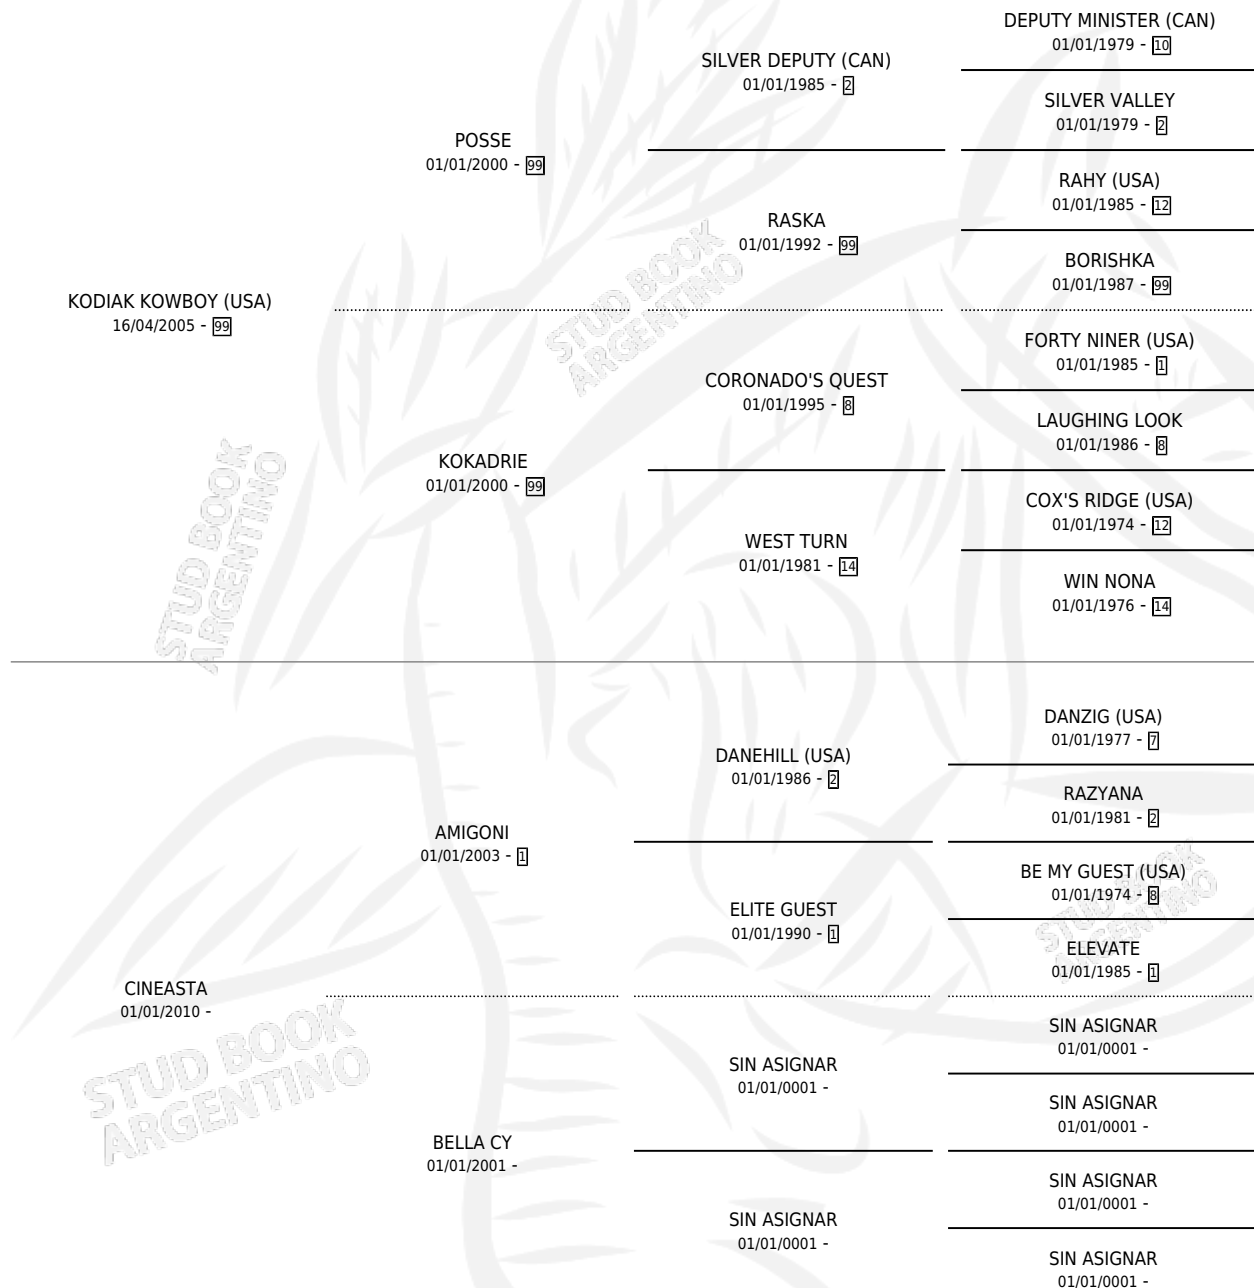 DEPUTY MINISTER (CAN)
01/01/1979 - 10
SILVER DEPUTY (CAN)
01/01/1985 - 2
SILVER VALLEY
01/01/1979 - 2
POSSE
01/01/2000 - 99
RAHY (USA)
01/01/1985 - 12
RASKA
01/01/1992 - 99
BORISHKA
01/01/1987 - 99
KODIAK KOWBOY (USA)
16/04/2005 - 99
FORTY NINER (USA)
01/01/1985 - 1
CORONADO'S QUEST
01/01/1995 - 8
LAUGHING LOOK
01/01/1986 - 8
KOKADRIE
01/01/2000 - 99
COX'S RIDGE (USA)
01/01/1974 - 12
WEST TURN
01/01/1981 - 14
WIN NONA
01/01/1976 - 14
DANZIG (USA)
01/01/1977 - 7
DANEHILL (USA)
01/01/1986 - 2
RAZYANA
01/01/1981 - 2
AMIGONI
01/01/2003 - 1
BE MY GUEST (USA)
01/01/1974 - 8
ELITE GUEST
01/01/1990 - 1
ELEVATE
01/01/1985 - 1
CINEASTA
01/01/2010 -
SIN ASIGNAR
01/01/0001 -
SIN ASIGNAR
01/01/0001 -
SIN ASIGNAR
01/01/0001 -
BELLA CY
01/01/2001 -
SIN ASIGNAR
01/01/0001 -
SIN ASIGNAR
01/01/0001 -
SIN ASIGNAR
01/01/0001 -
STUD BOOK
ARGENTINO
STUD BOOK
ARGENTINO
STUD BOOK
ARGENTINO
STUD BOOK
ARGENTINO